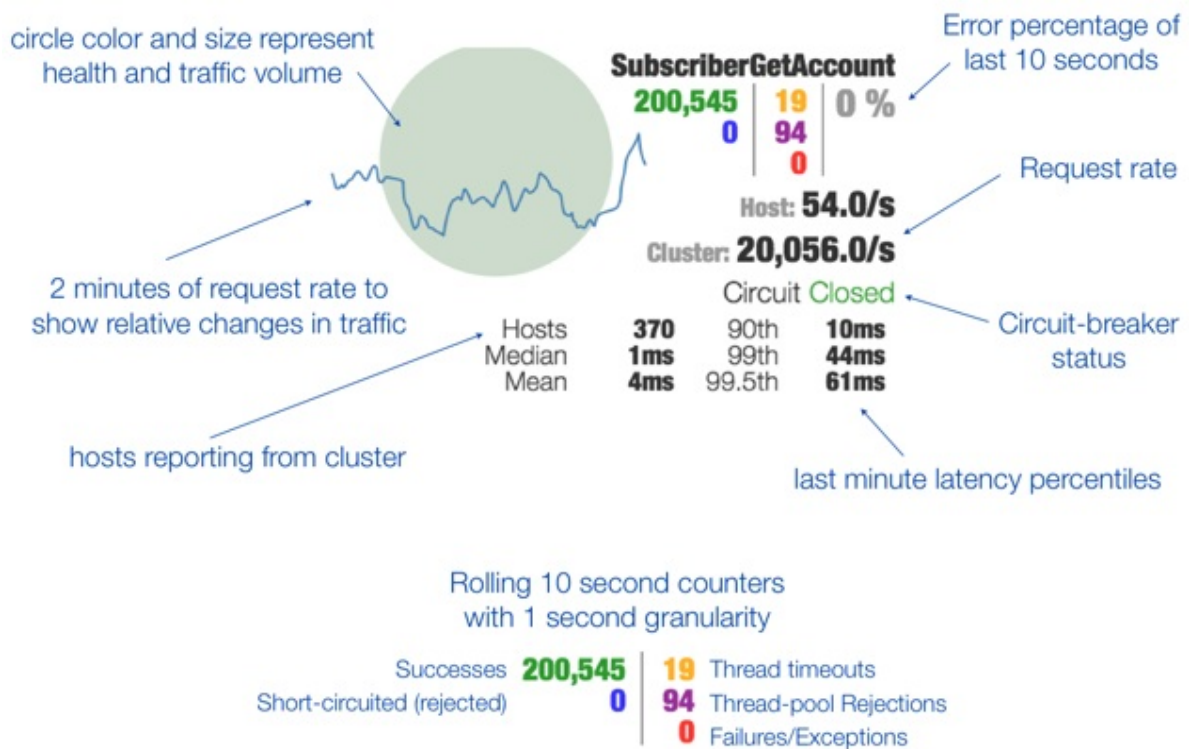 circle color and size represent
health and traffic volume
Error percentage of
last 10 seconds
SubscriberGetAccount
200,545 19 0 %
0 94
0
Request rate
Host: 54.0/s
Cluster: 20,056.0/s
2 minutes of request rate to
show relative changes in traffic
Circuit Closed
Circuit-breaker
status
Hosts 370 90th 10ms
Median 1ms 99th 44ms
Mean 4ms 99.5th 61ms
hosts reporting from cluster
last minute latency percentiles
Rolling 10 second counters
with 1 second granularity
Successes 200,545 19 Thread timeouts
Short-circuited (rejected) 0 94 Thread-pool Rejections
0 Failures/Exceptions